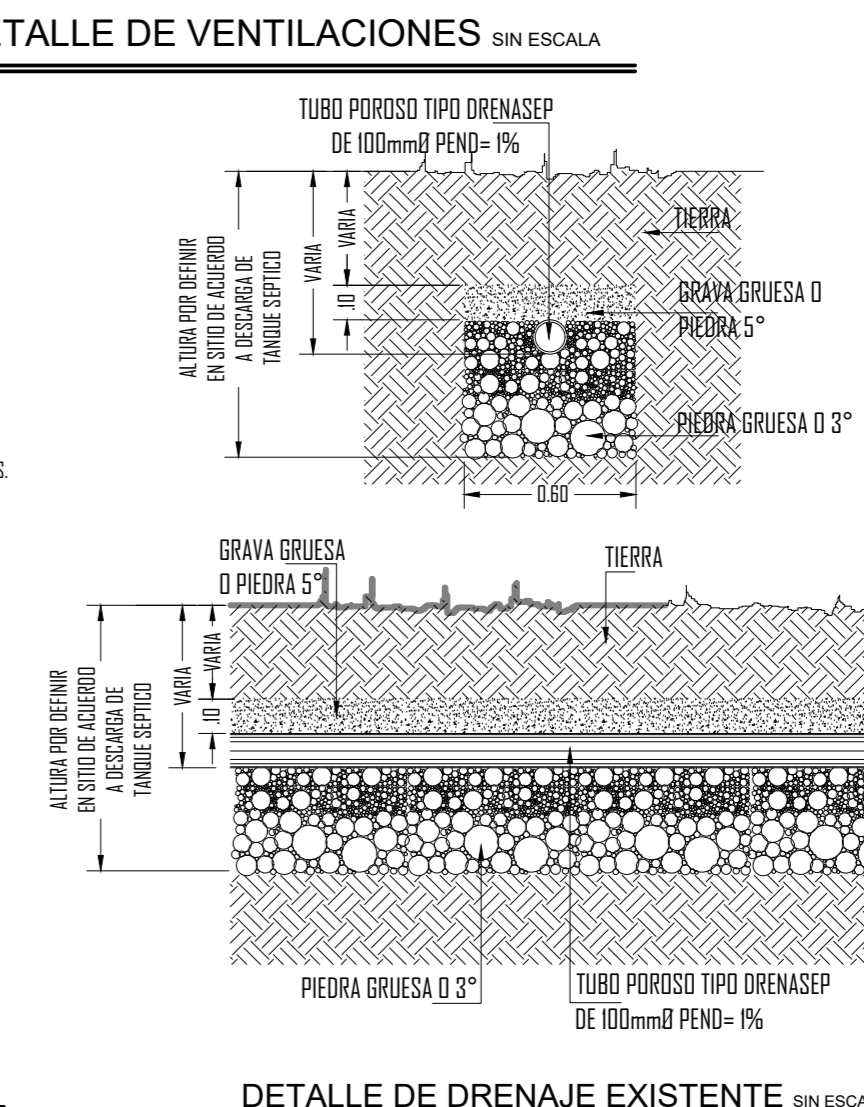 ETALLE DE VENTILACIONES SIN ESCALA
TUBO POROSO TIPO DRENASEP
DE 100mmØ PEND= 1%
TIERRA
GRAVA GRUESA O
PIEDRA 5°
PIEDRA GRUESA O 3°
ALTURA POR DEFINIR
EN SITIO DE ACUERDO
A DESCARGA DE
TANQUE SEPTICO
VARIA
VARIA
.10
0.60
S.
GRAVA GRUESA
O PIEDRA 5°
TIERRA
ALTURA POR DEFINIR
EN SITIO DE ACUERDO
A DESCARGA DE
TANQUE SEPTICO
VARIA
VARIA
.10
PIEDRA GRUESA O 3°
TUBO POROSO TIPO DRENASEP
DE 100mmØ PEND= 1%
DETALLE DE DRENAJE EXISTENTE SIN ESCA